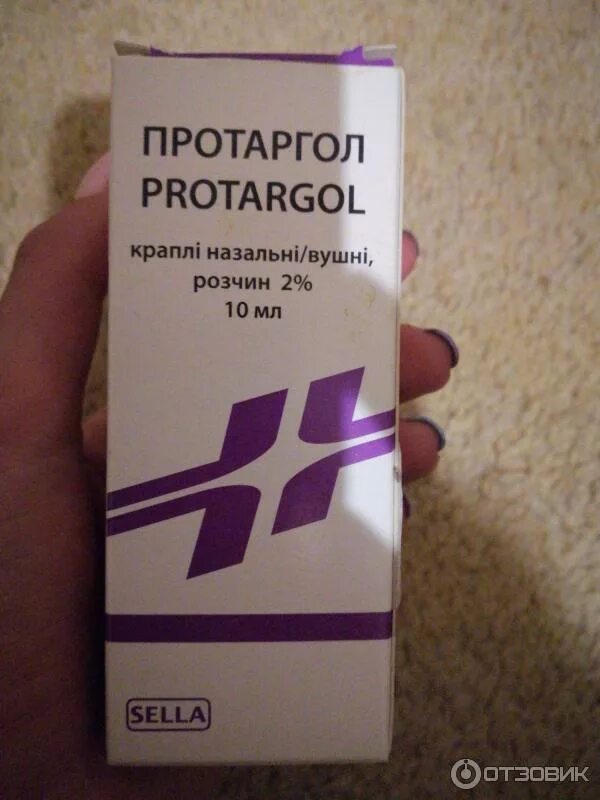 ПРОТАРГОЛ
PROTARGOL
краплі назальні/вушні,
розчин 2%
10 мл
SELLA
ОТЗОВИК